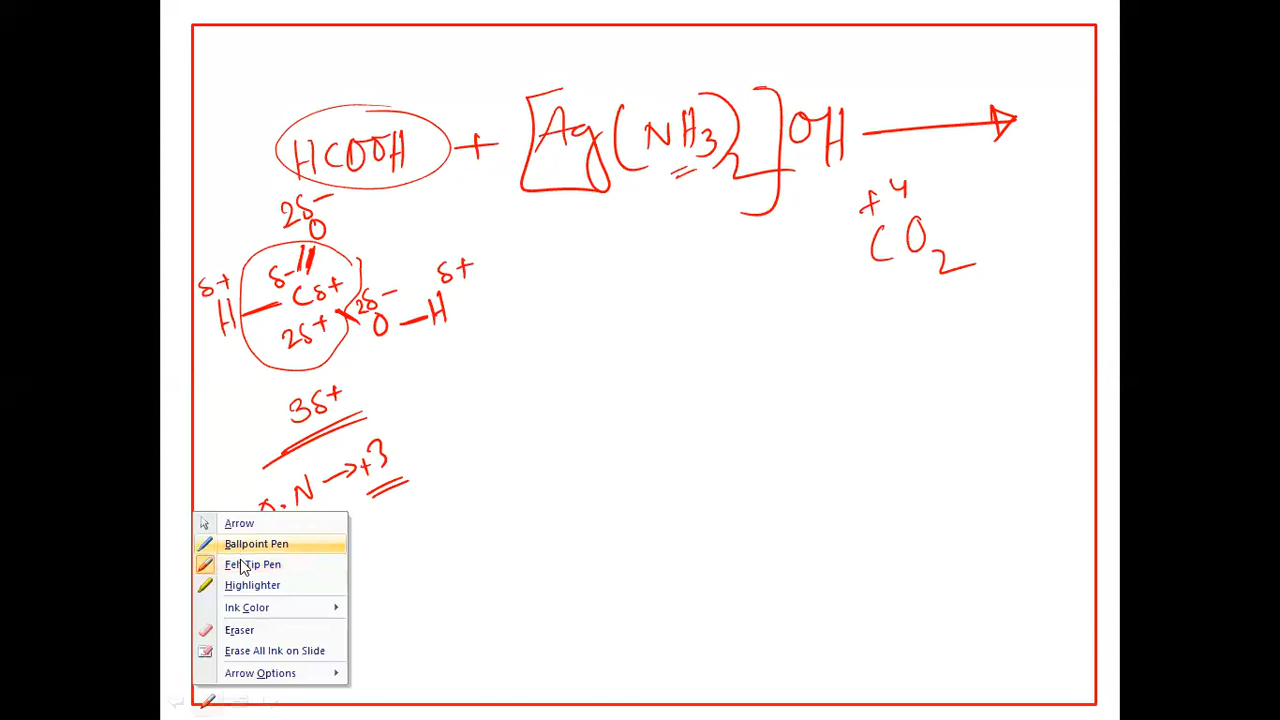 HCOOH + [Ag(NH3)2]OH →
+4
CO2
2δ-
O
δ+ δ- 2δ- δ+
H — C δ+ O — H
2δ+
3δ+
O.N → +3
Arrow
Ballpoint Pen
Felt Tip Pen
Highlighter
Ink Color
Eraser
Erase All Ink on Slide
Arrow Options